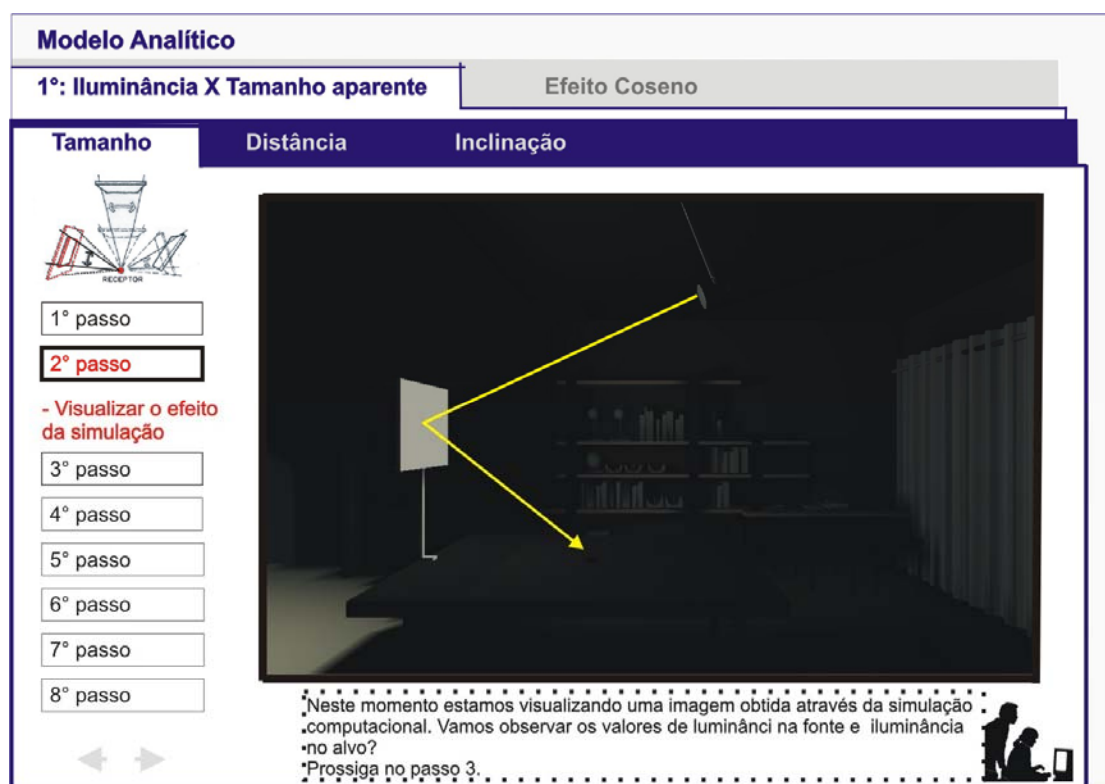 Modelo Analítico
1°: Iluminância X Tamanho aparente
Efeito Coseno
Tamanho
Distância
Inclinação
RECEPTOR
1° passo
2° passo
- Visualizar o efeito
da simulação
3° passo
4° passo
5° passo
6° passo
7° passo
8° passo
Neste momento estamos visualizando uma imagem obtida através da simulação
computacional. Vamos observar os valores de luminânci na fonte e iluminância
no alvo?
Prossiga no passo 3.